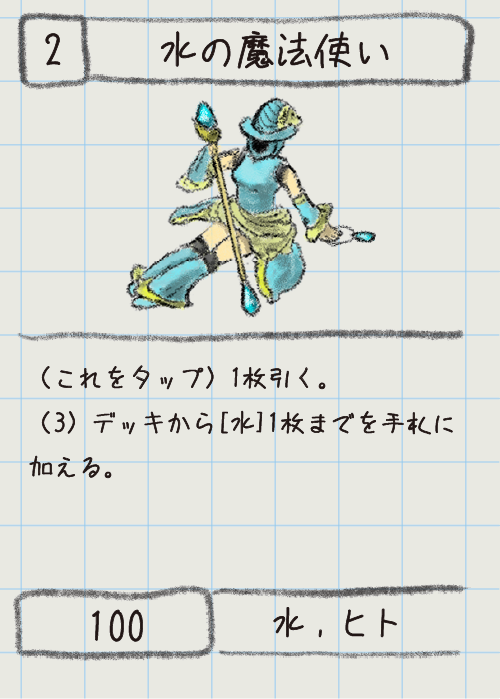 2
水の魔法使い
（これをタップ）1枚引く。
（3）デッキから[水]1枚までを手札に
加える。
100
水，ヒト